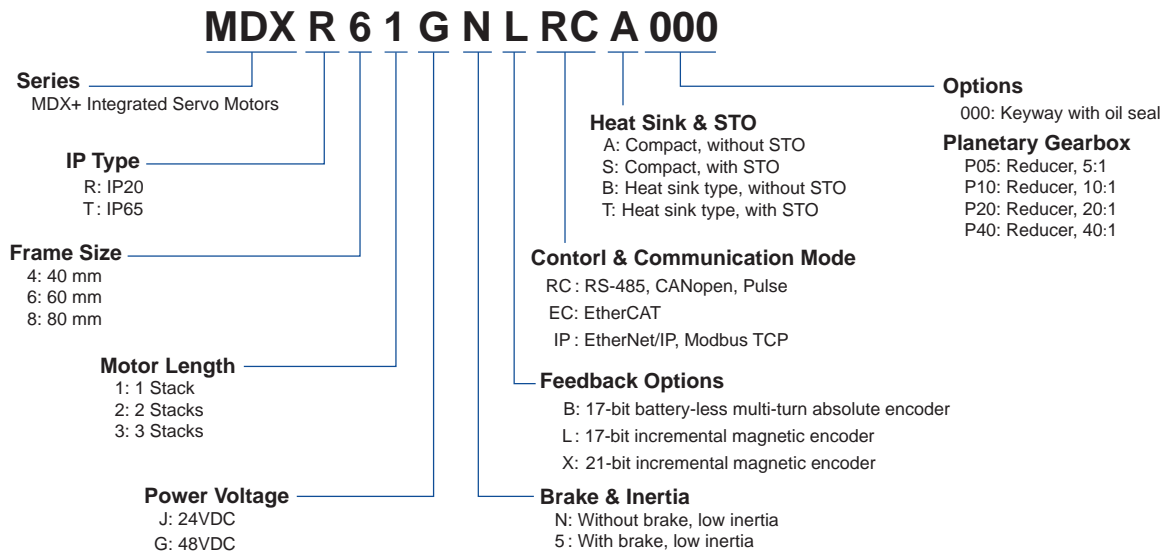 MDX R 6 1 G N L RC A 000
Series
MDX+ Integrated Servo Motors
IP Type
R: IP20
T: IP65
Frame Size
4: 40 mm
6: 60 mm
8: 80 mm
Motor Length
1: 1 Stack
2: 2 Stacks
3: 3 Stacks
Power Voltage
J: 24VDC
G: 48VDC
Brake & Inertia
N: Without brake, low inertia
5: With brake, low inertia
Feedback Options
B: 17-bit battery-less multi-turn absolute encoder
L: 17-bit incremental magnetic encoder
X: 21-bit incremental magnetic encoder
Contorl & Communication Mode
RC: RS-485, CANopen, Pulse
EC: EtherCAT
IP: EtherNet/IP, Modbus TCP
Heat Sink & STO
A: Compact, without STO
S: Compact, with STO
B: Heat sink type, without STO
T: Heat sink type, with STO
Options
000: Keyway with oil seal
Planetary Gearbox
P05: Reducer, 5:1
P10: Reducer, 10:1
P20: Reducer, 20:1
P40: Reducer, 40:1